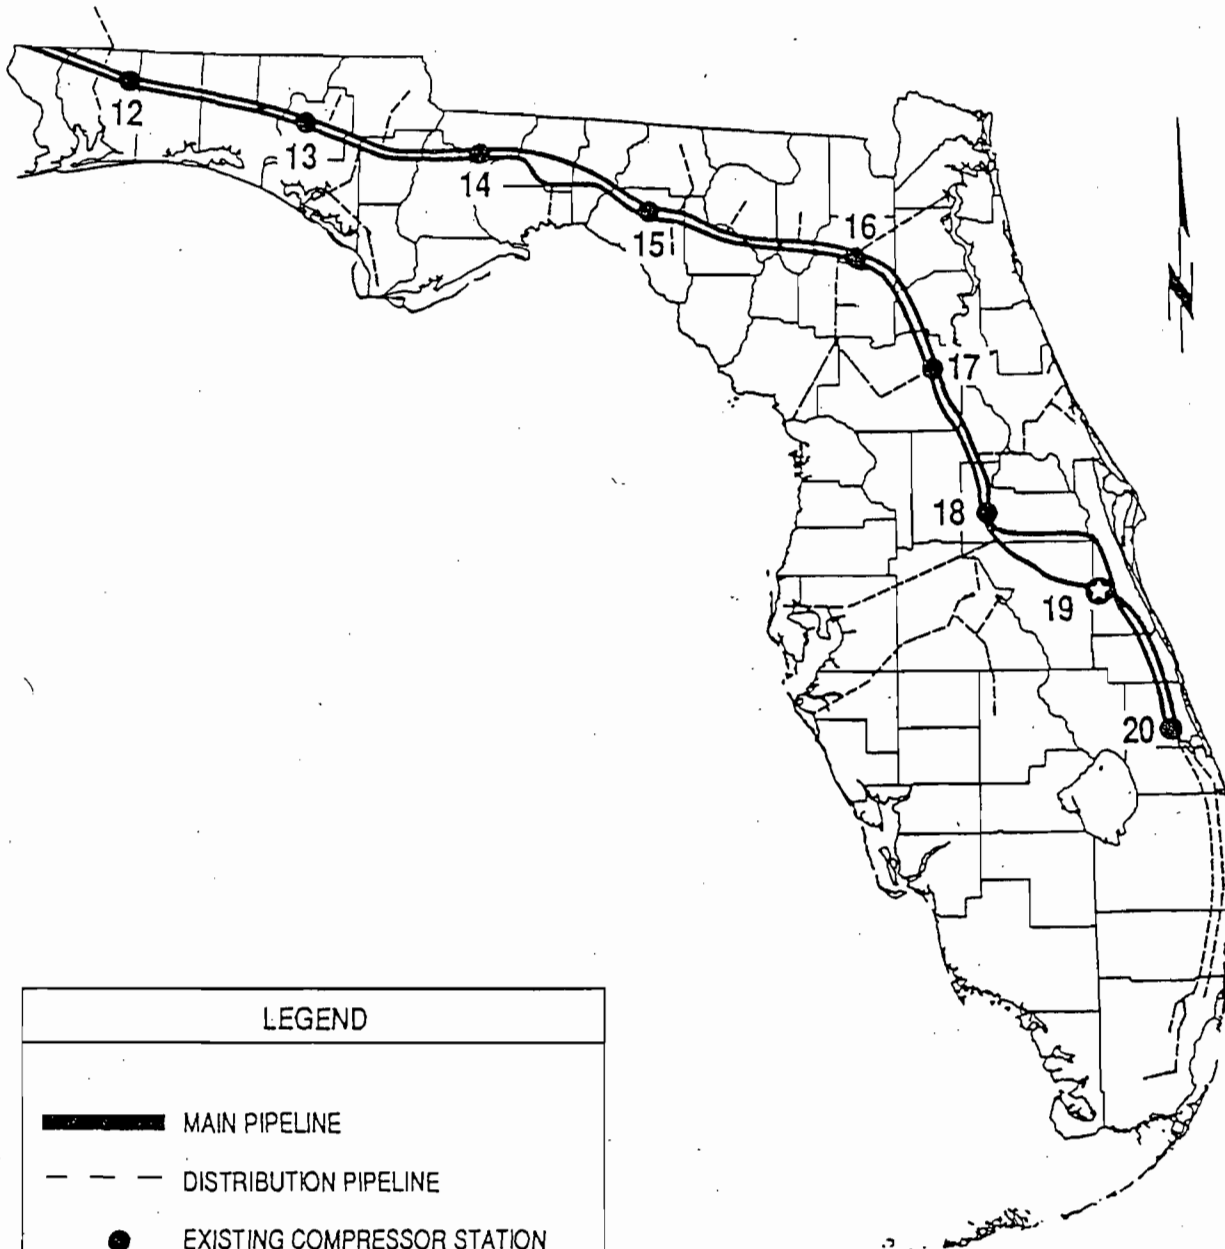 12
13
14
15
16
17
18
19
20
N
LEGEND
MAIN PIPELINE
DISTRIBUTION PIPELINE
EXISTING COMPRESSOR STATION